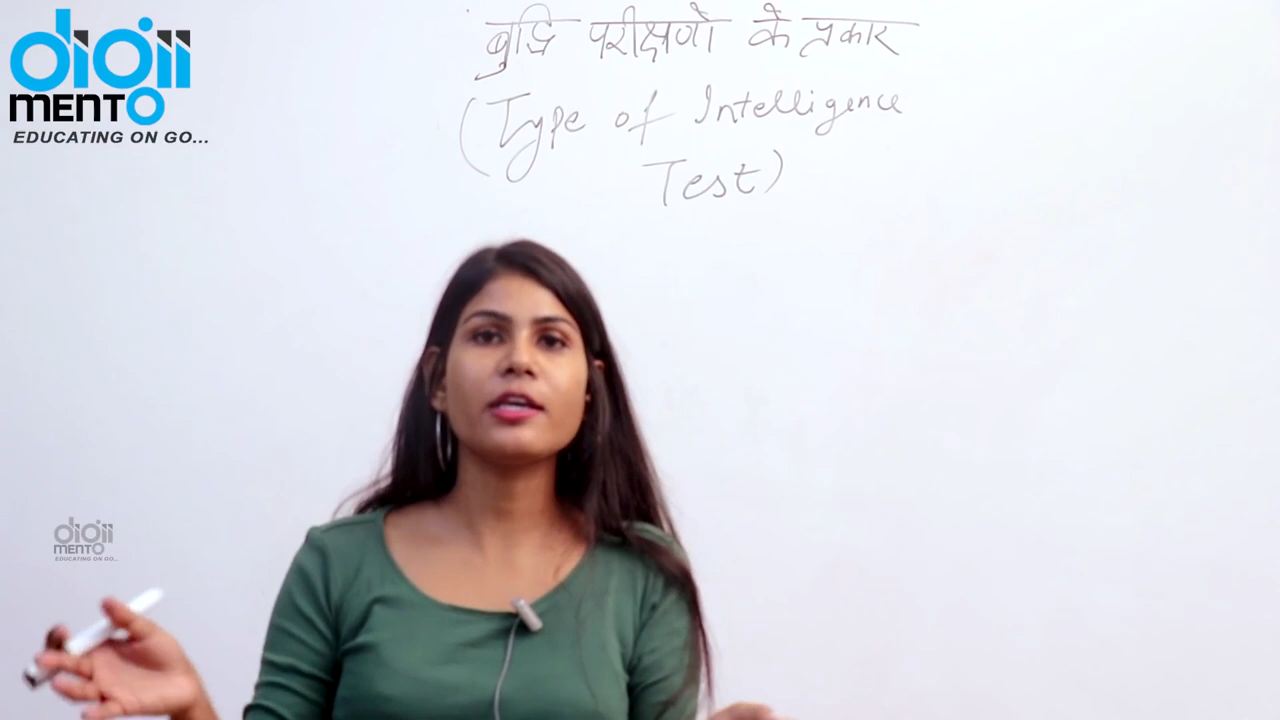 digii
MENTO
EDUCATING ON GO...
बुद्धि परीक्षणों के प्रकार
(Type of Intelligence
Test)
digii
MENTO
EDUCATING ON GO...